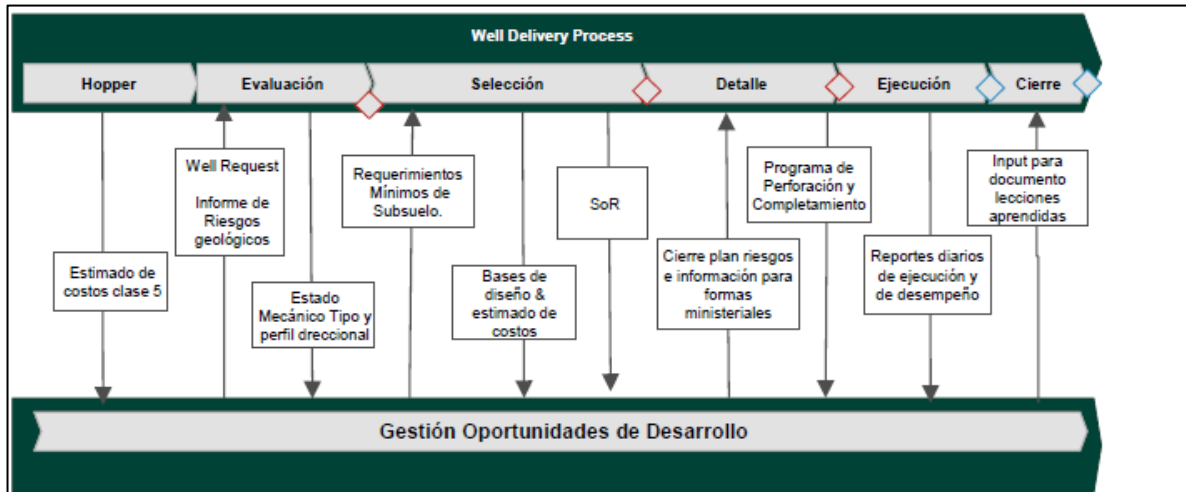 Well Delivery Process
Hopper
Evaluación
Selección
Detalle
Ejecución
Cierre
Estimado de
costos clase 5
Well Request
Informe de
Riesgos
geológicos
Estado
Mecánico Tipo y
perfil dreccional
Requerimientos
Mínimos de
Subsuelo.
Bases de
diseño &
estimado de
costos
SoR
Cierre plan riesgos
e información para
formas
ministeriales
Programa de
Perforación y
Completamiento
Reportes diarios
de ejecución y
de desempeño
Input para
documento
lecciones
aprendidas
Gestión Oportunidades de Desarrollo